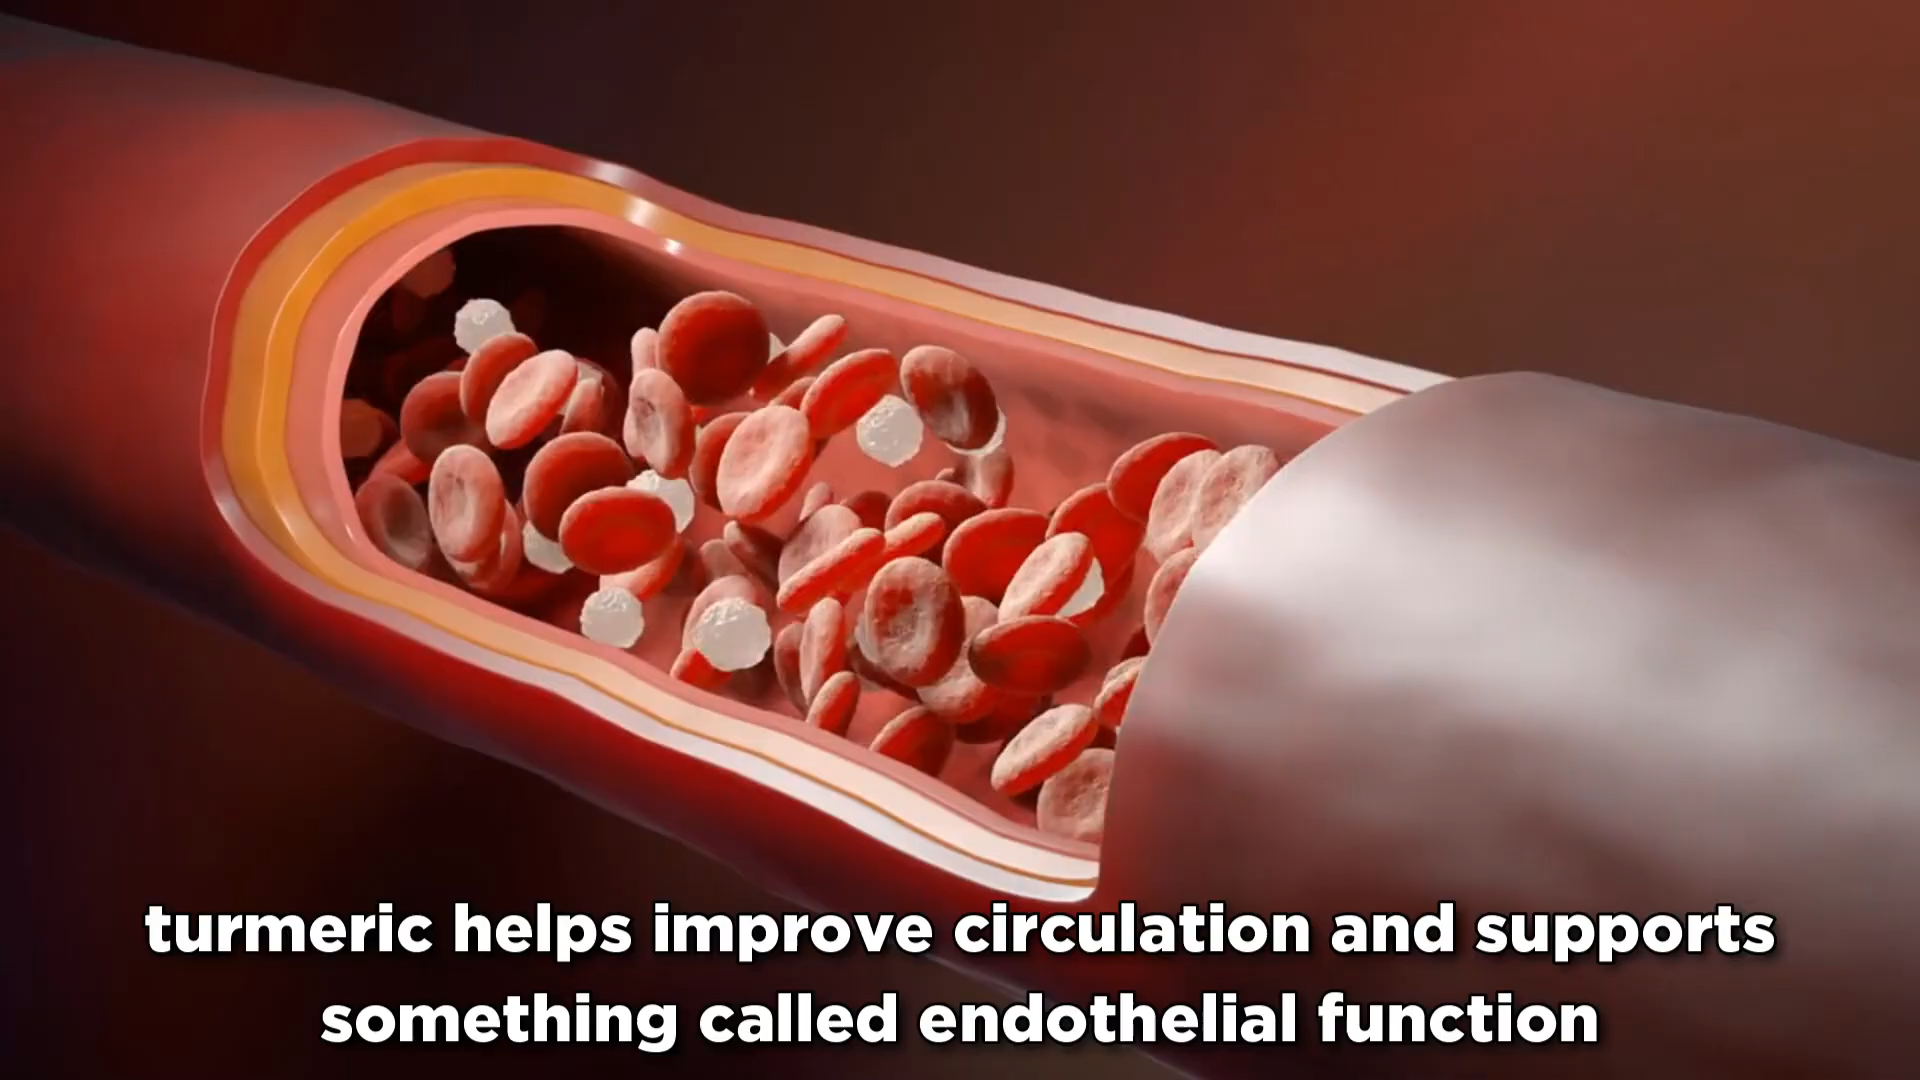 turmeric helps improve circulation and supports
something called endothelial function